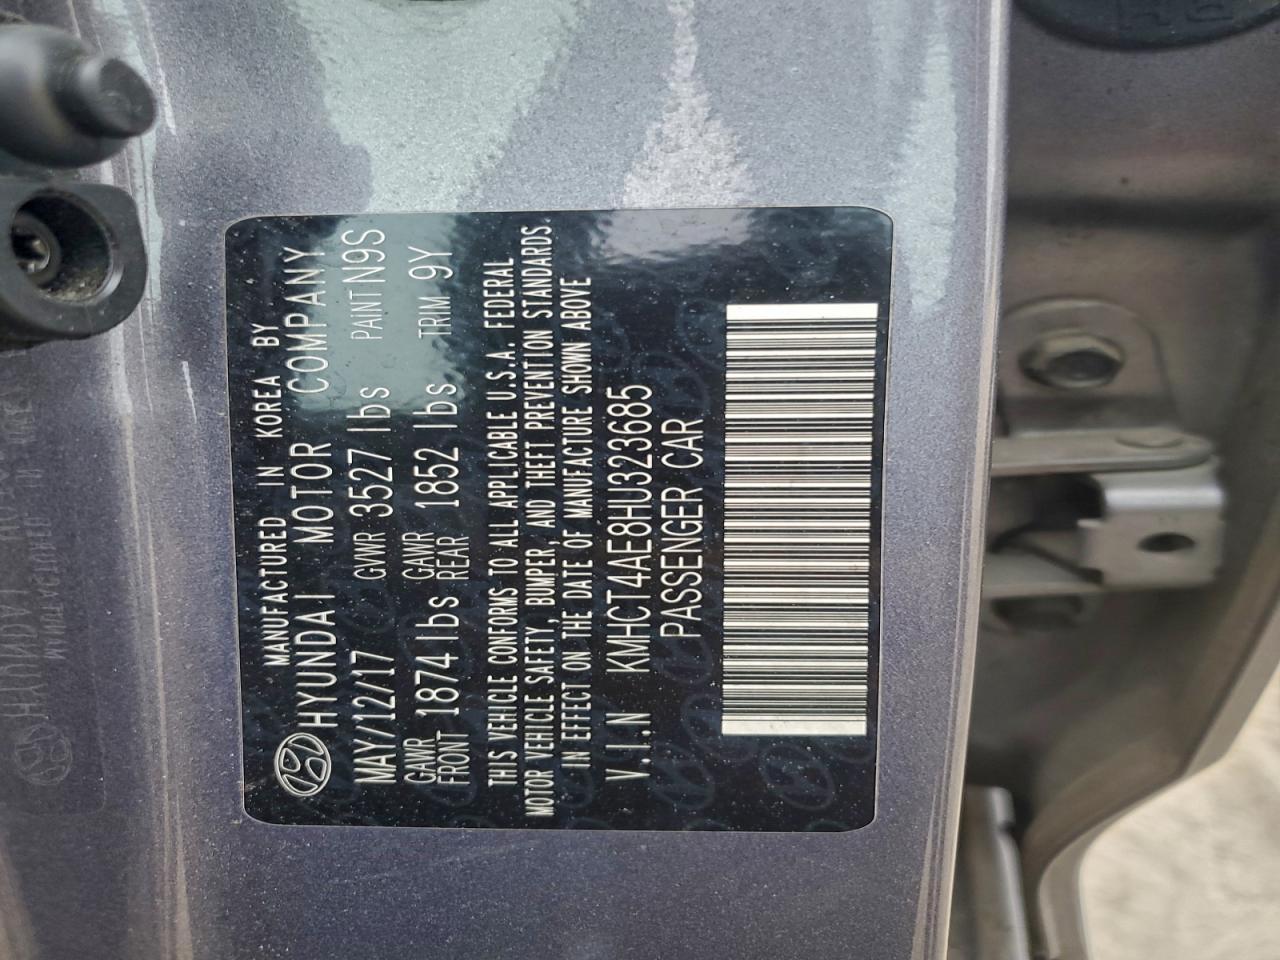 MANUFACTURED IN KOREA BY
HYUNDAI MOTOR COMPANY
MAY/12/17 GVWR 3527 lbs PAINT N9S
GAWR FRONT 1874 lbs GAWR REAR 1852 lbs TRIM 9Y
THIS VEHICLE CONFORMS TO ALL APPLICABLE U.S.A. FEDERAL
MOTOR VEHICLE SAFETY, BUMPER, AND THEFT PREVENTION STANDARDS
IN EFFECT ON THE DATE OF MANUFACTURE SHOWN ABOVE
V.I.N KMHCT4AE8HU323685
PASSENGER CAR